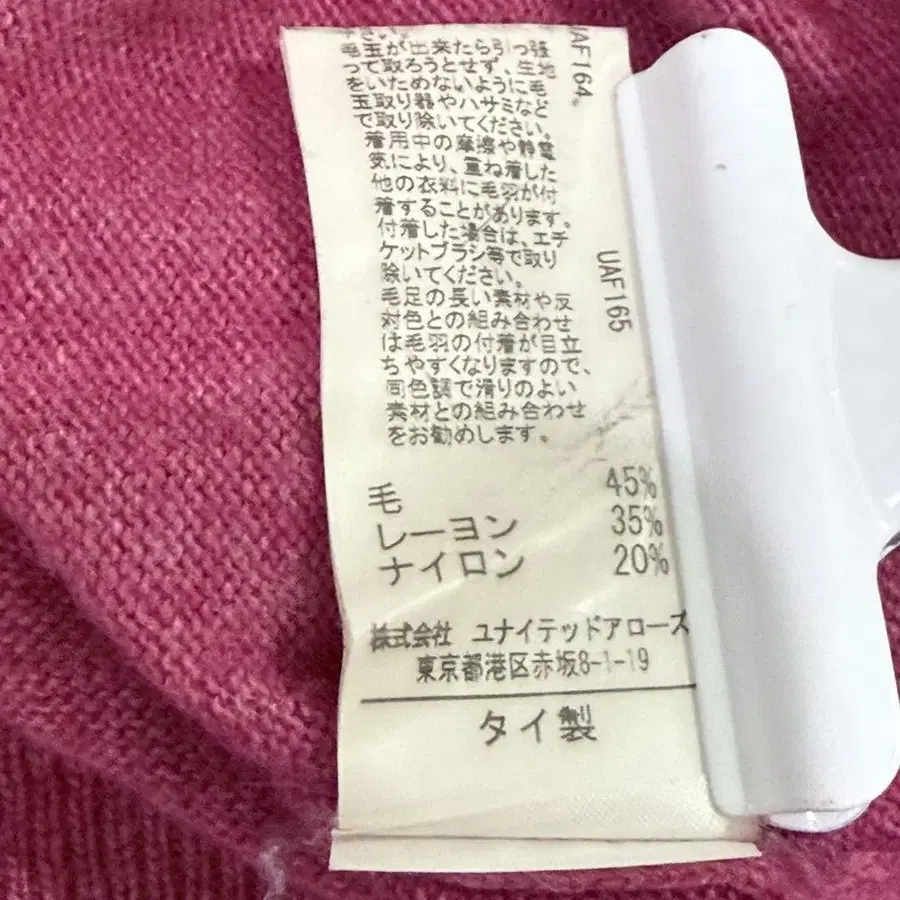 下さい。
毛玉が出来たら引っ張
って取ろうとせず、生地
をいためないように毛
玉取り器やハサミなど
で取り除いてください。
着用中の摩擦や静電
気により、重ね着した
他の衣料に毛羽が付
着することがあります。
付着した場合は、エチ
ケットブラシ等で取り
除いてください。
毛足の長い素材や反
対色との組み合わせ
は毛羽の付着が目立
ちやすくなりますので、
同色調で滑りのよい
素材との組み合わせ
をお勧めします。
UAF164。
UAF165
毛 45%
レーヨン 35%
ナイロン 20%
株式会社 ユナイテッドアローズ
東京都港区赤坂8-1-19
タイ製